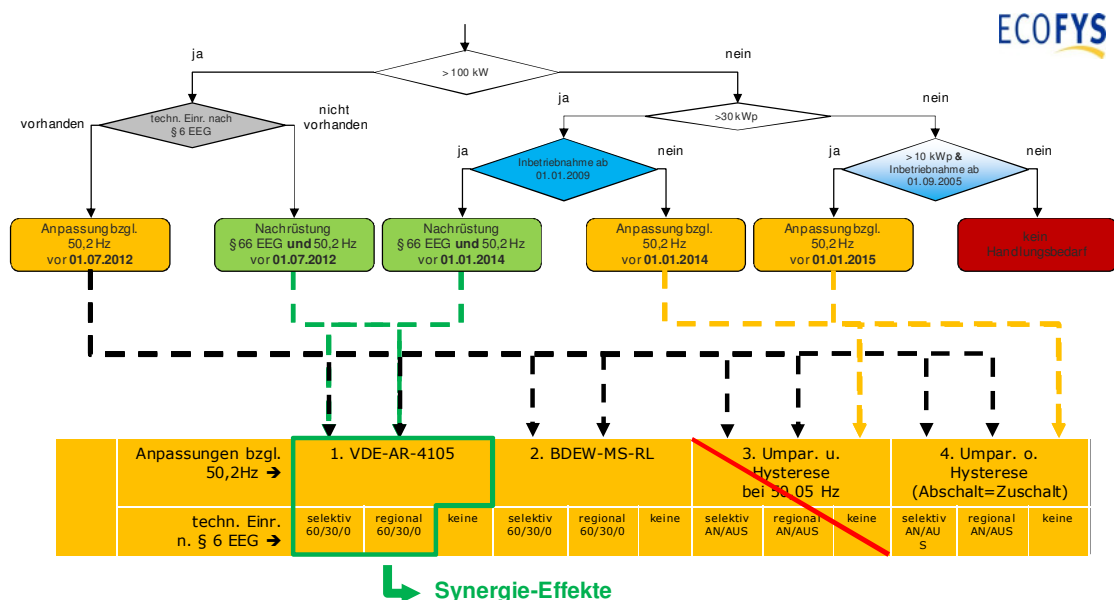 ECOFYS
ja
nein
> 100 kW
vorhanden
techn. Einr. nach
§ 6 EEG
nicht
vorhanden
ja
>30 kWp
nein
ja
Inbetriebnahme ab
01.01.2009
nein
ja
> 10 kWp &
Inbetriebnahme ab
01.09.2005
nein
Anpassung bzgl.
50,2 Hz
vor 01.07.2012
Nachrüstung
§ 66 EEG und 50,2 Hz
vor 01.07.2012
Nachrüstung
§ 66 EEG und 50,2 Hz
vor 01.01.2014
Anpassung bzgl.
50,2 Hz
vor 01.01.2014
Anpassung bzgl.
50,2 Hz
vor 01.01.2015
kein
Handlungsbedarf
Anpassungen bzgl.
50,2Hz →
1. VDE-AR-4105
2. BDEW-MS-RL
3. Umpar. u.
Hysterese
bei 50,05 Hz
4. Umpar. o.
Hysterese
(Abschalt=Zuschalt)
techn. Einr.
n. § 6 EEG →
selektiv
60/30/0
regional
60/30/0
keine
selektiv
60/30/0
regional
60/30/0
keine
selektiv
AN/AUS
regional
AN/AUS
keine
selektiv
AN/AU
S
regional
AN/AUS
keine
Synergie-Effekte